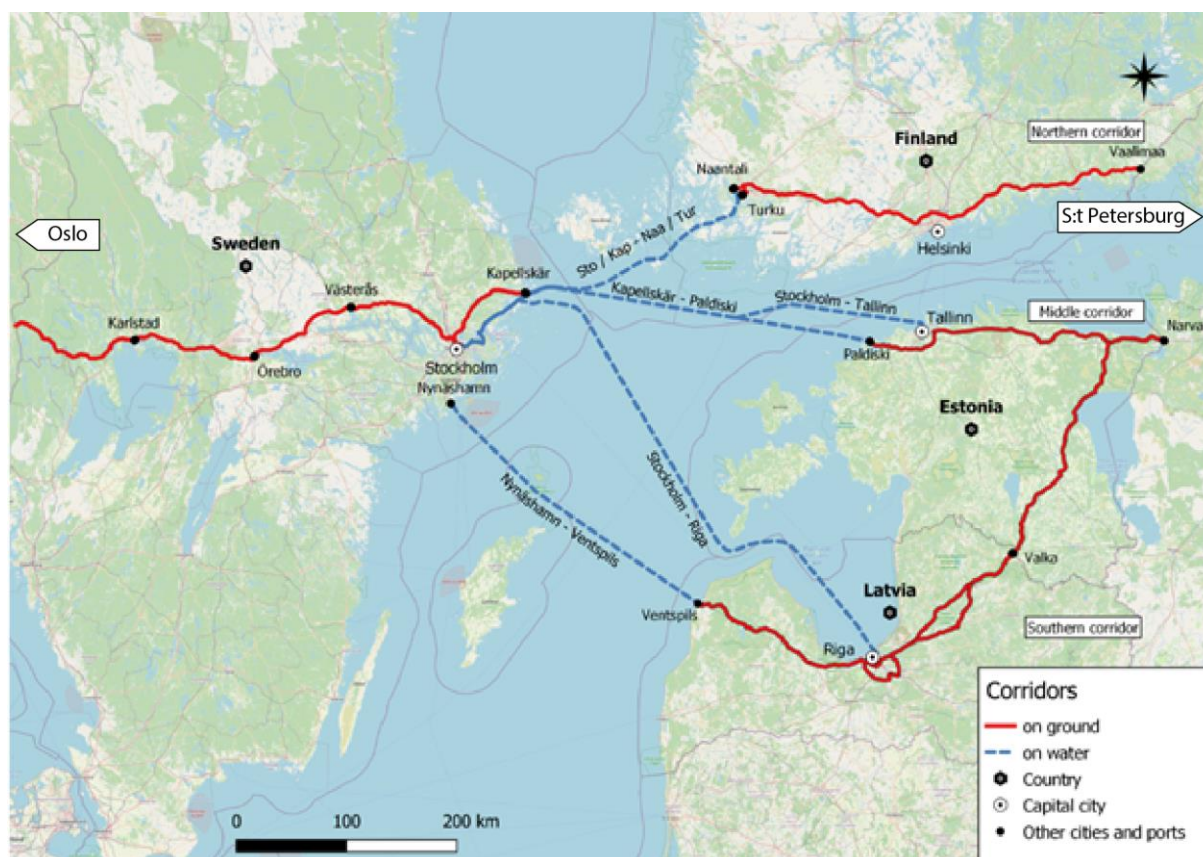 Finland
Northern corridor
Vaalimaa
Naantali
Turku
Helsinki
Oslo
S:t Petersburg
Sweden
Sto / Kap - Naa / Tur
Kapellskär
Västerås
Kapellskär - Paldiski
Stockholm - Tallinn
Tallinn
Middle corridor
Narva
Karlstad
Örebro
Stockholm
Paldiski
Nynäshamn
Estonia
Stockholm - Riga
Nynäshamn - Ventspils
Valka
Latvia
Ventspils
Riga
Southern corridor
Corridors
on ground
on water
Country
Capital city
Other cities and ports
0 100 200 km